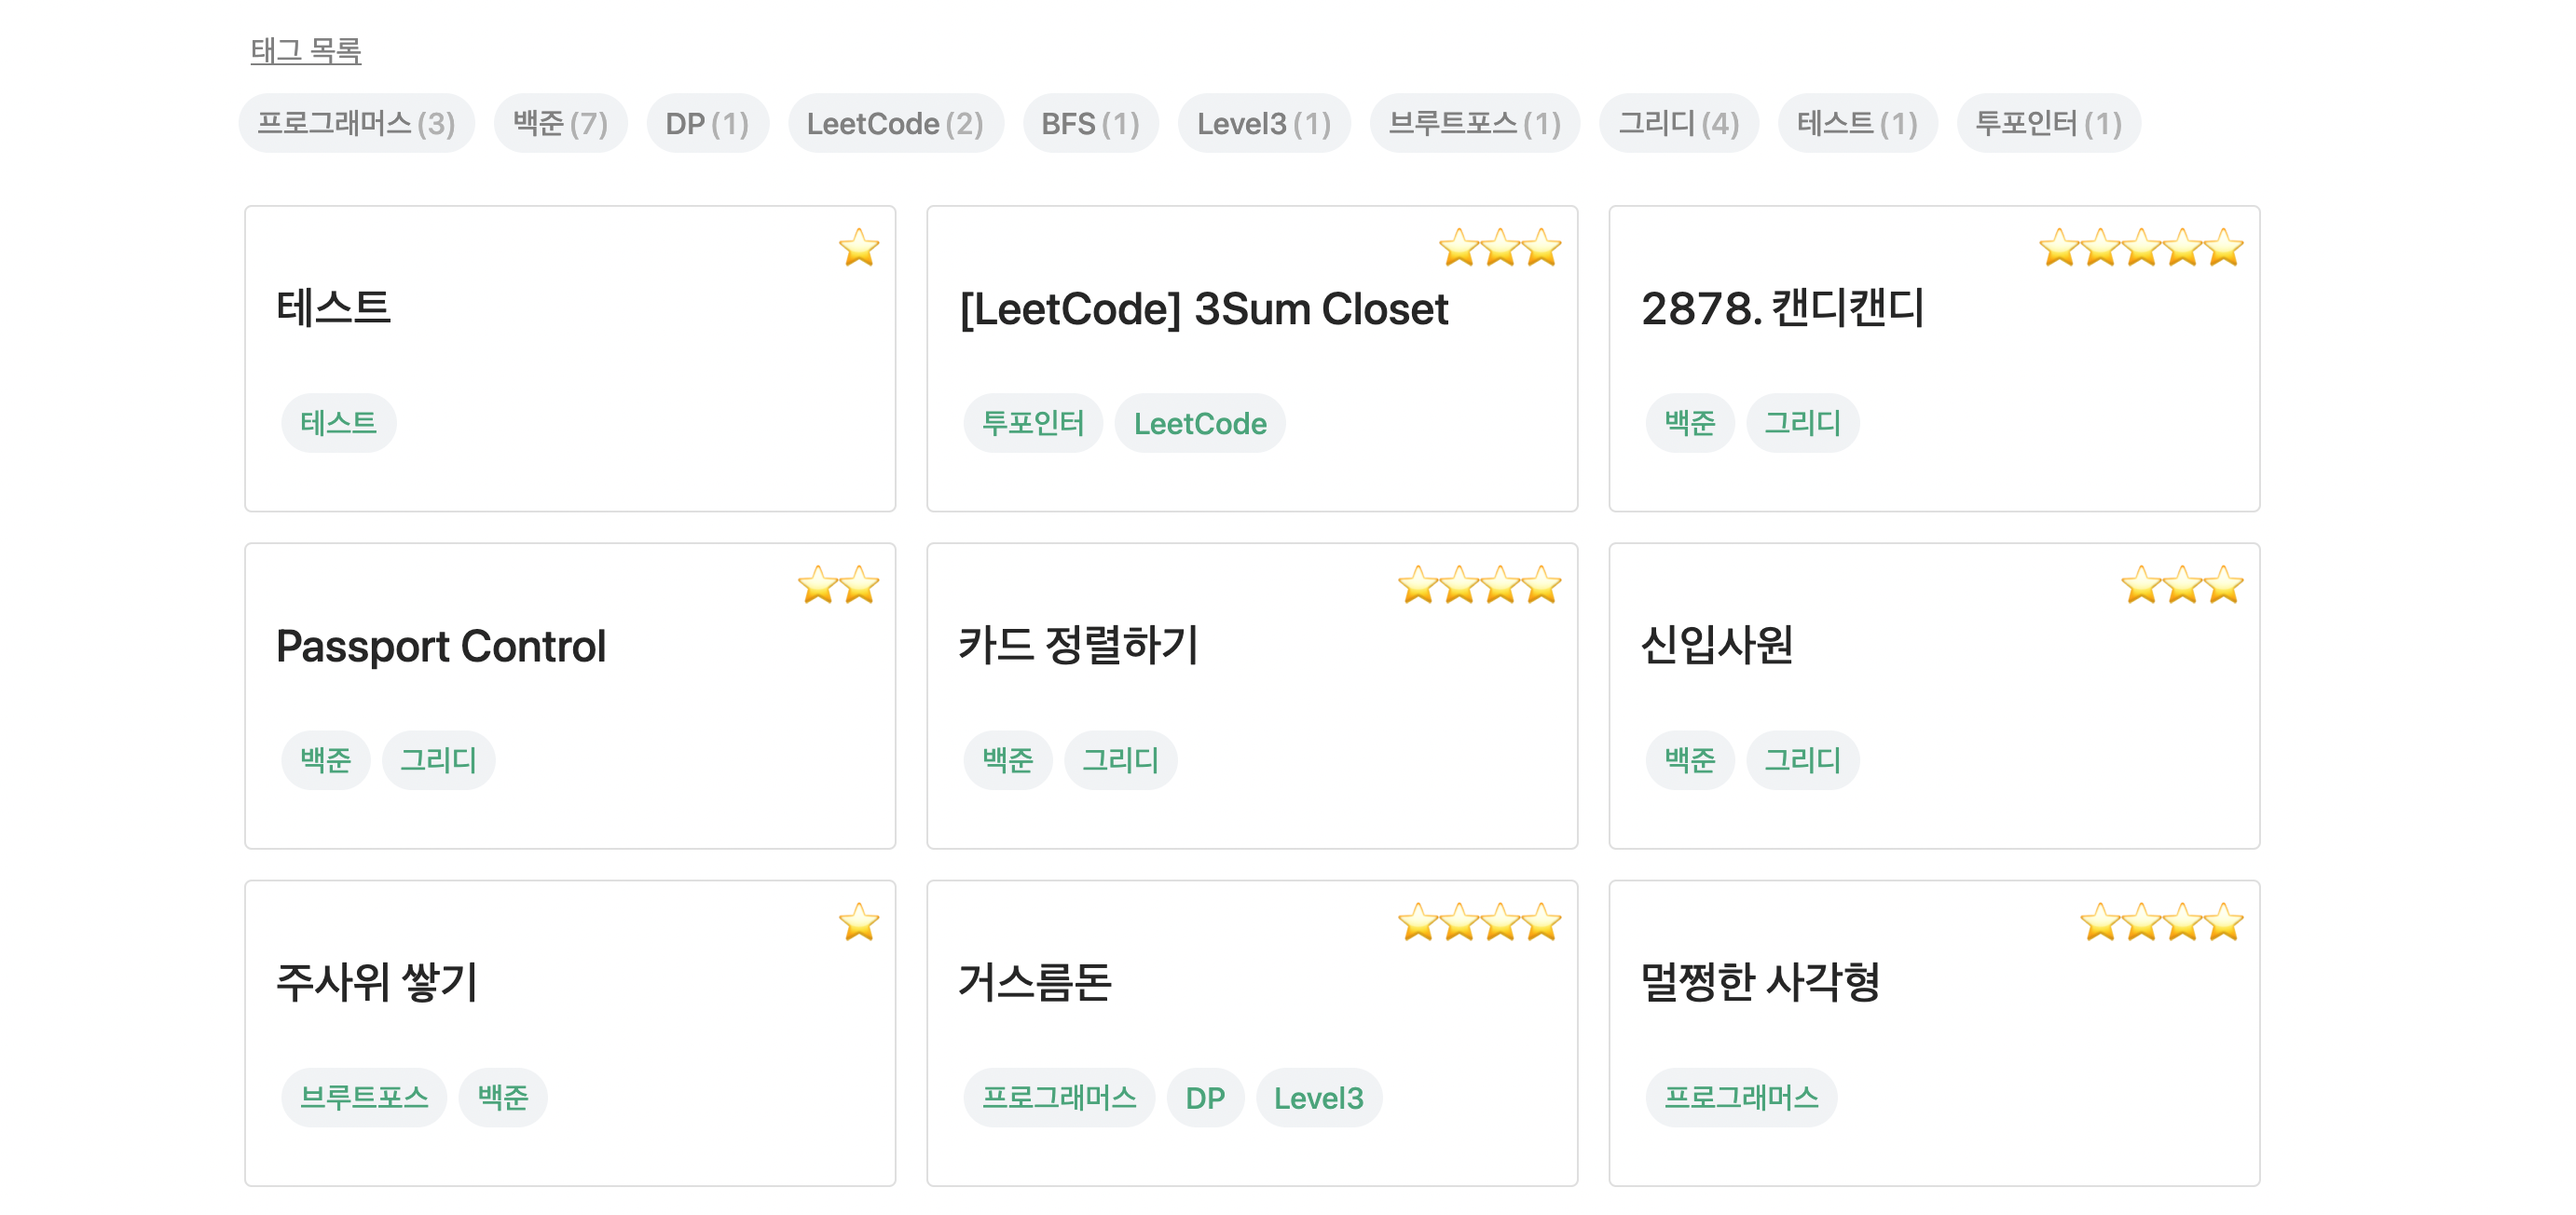 태그 목록
프로그래머스 (3) 백준 (7) DP (1) LeetCode (2) BFS (1) Level3 (1) 브루트포스 (1) 그리디 (4) 테스트 (1) 투포인터 (1)
테스트
테스트
[LeetCode] 3Sum Closet
투포인터 LeetCode
2878. 캔디캔디
백준 그리디
Passport Control
백준 그리디
카드 정렬하기
백준 그리디
신입사원
백준 그리디
주사위 쌓기
브루트포스 백준
거스름돈
프로그래머스 DP Level3
멀쩡한 사각형
프로그래머스